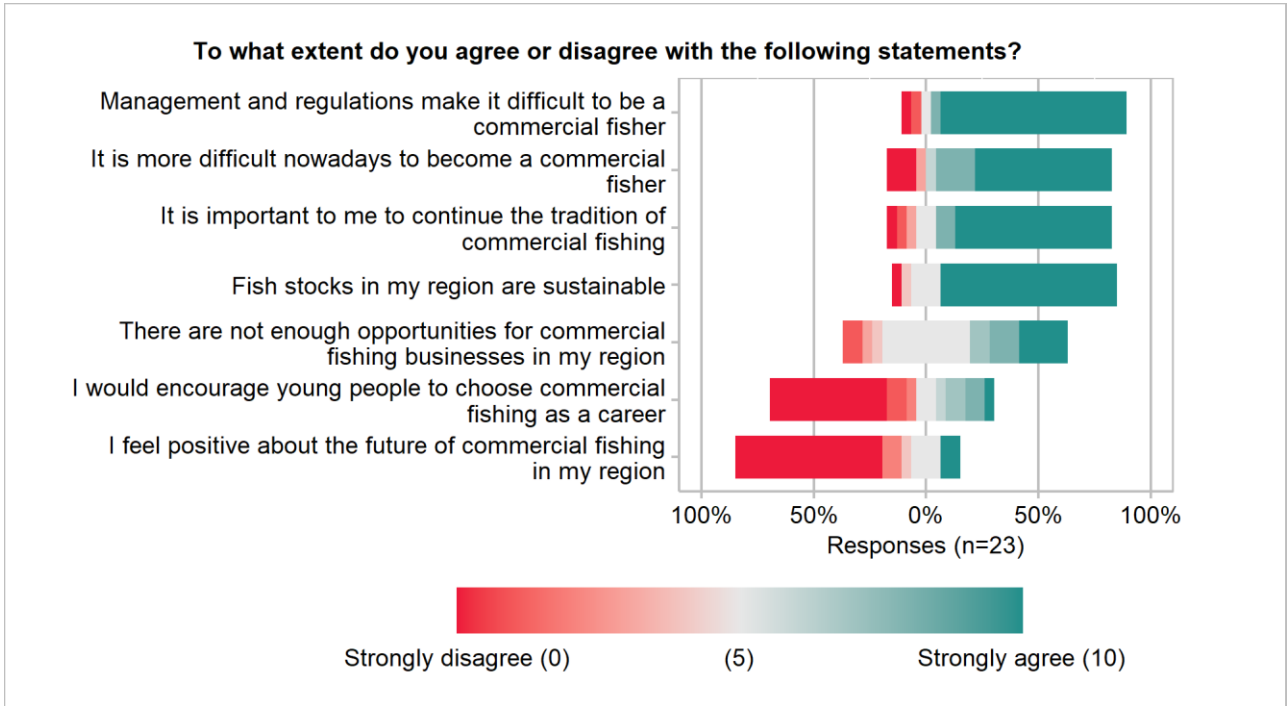 To what extent do you agree or disagree with the following statements?
Management and regulations make it difficult to be a
commercial fisher
It is more difficult nowadays to become a commercial
fisher
It is important to me to continue the tradition of
commercial fishing
Fish stocks in my region are sustainable
There are not enough opportunities for commercial
fishing businesses in my region
I would encourage young people to choose commercial
fishing as a career
I feel positive about the future of commercial fishing
in my region
100% 50% 0% 50% 100%
Responses (n=23)
Strongly disagree (0) (5) Strongly agree (10)